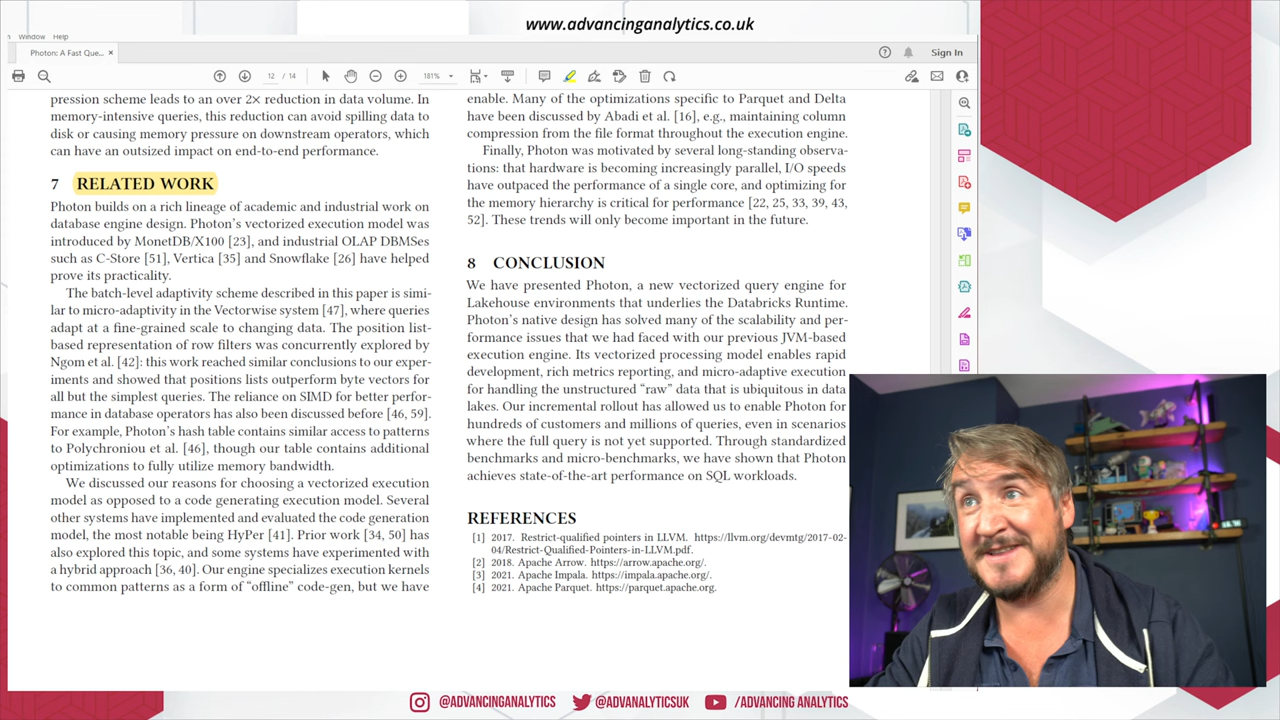 www.advancinganalytics.co.uk
Window Help
Photon: A Fast Que... ×
Sign In
12 / 14
181%
pression scheme leads to an over 2× reduction in data volume. In
memory-intensive queries, this reduction can avoid spilling data to
disk or causing memory pressure on downstream operators, which
can have an outsized impact on end-to-end performance.
7 RELATED WORK
Photon builds on a rich lineage of academic and industrial work on
database engine design. Photon's vectorized execution model was
introduced by MonetDB/X100 [23], and industrial OLAP DBMSes
such as C-Store [51], Vertica [35] and Snowflake [26] have helped
prove its practicality.
The batch-level adaptivity scheme described in this paper is simi-
lar to micro-adaptivity in the Vectorwise system [47], where queries
adapt at a fine-grained scale to changing data. The position list-
based representation of row filters was concurrently explored by
Ngom et al. [42]: this work reached similar conclusions to our exper-
iments and showed that positions lists outperform byte vectors for
all but the simplest queries. The reliance on SIMD for better perfor-
mance in database operators has also been discussed before [46, 59].
For example, Photon's hash table contains similar access to patterns
to Polychroniou et al. [46], though our table contains additional
optimizations to fully utilize memory bandwidth.
We discussed our reasons for choosing a vectorized execution
model as opposed to a code generating execution model. Several
other systems have implemented and evaluated the code generation
model, the most notable being HyPer [41]. Prior work [34, 50] has
also explored this topic, and some systems have experimented with
a hybrid approach [36, 40]. Our engine specializes execution kernels
to common patterns as a form of "offline" code-gen, but we have
enable. Many of the optimizations specific to Parquet and Delta
have been discussed by Abadi et al. [16], e.g., maintaining column
compression from the file format throughout the execution engine.
Finally, Photon was motivated by several long-standing observa-
tions: that hardware is becoming increasingly parallel, I/O speeds
have outpaced the performance of a single core, and optimizing for
the memory hierarchy is critical for performance [22, 25, 33, 39, 43,
52]. These trends will only become important in the future.
8 CONCLUSION
We have presented Photon, a new vectorized query engine for
Lakehouse environments that underlies the Databricks Runtime.
Photon's native design has solved many of the scalability and per-
formance issues that we had faced with our previous JVM-based
execution engine. Its vectorized processing model enables rapid
development, rich metrics reporting, and micro-adaptive execution
for handling the unstructured "raw" data that is ubiquitous in data
lakes. Our incremental rollout has allowed us to enable Photon for
hundreds of customers and millions of queries, even in scenarios
where the full query is not yet supported. Through standardized
benchmarks and micro-benchmarks, we have shown that Photon
achieves state-of-the-art performance on SQL workloads.
REFERENCES
[1] 2017. Restrict-qualified pointers in LLVM. https://llvm.org/devmtg/2017-02-
04/Restrict-Qualified-Pointers-in-LLVM.pdf.
[2] 2018. Apache Arrow. https://arrow.apache.org/.
[3] 2021. Apache Impala. https://impala.apache.org/.
[4] 2021. Apache Parquet. https://parquet.apache.org.
@ADVANCINGANALYTICS
@ADVANALYTICSUK
/ADVANCING ANALYTICS